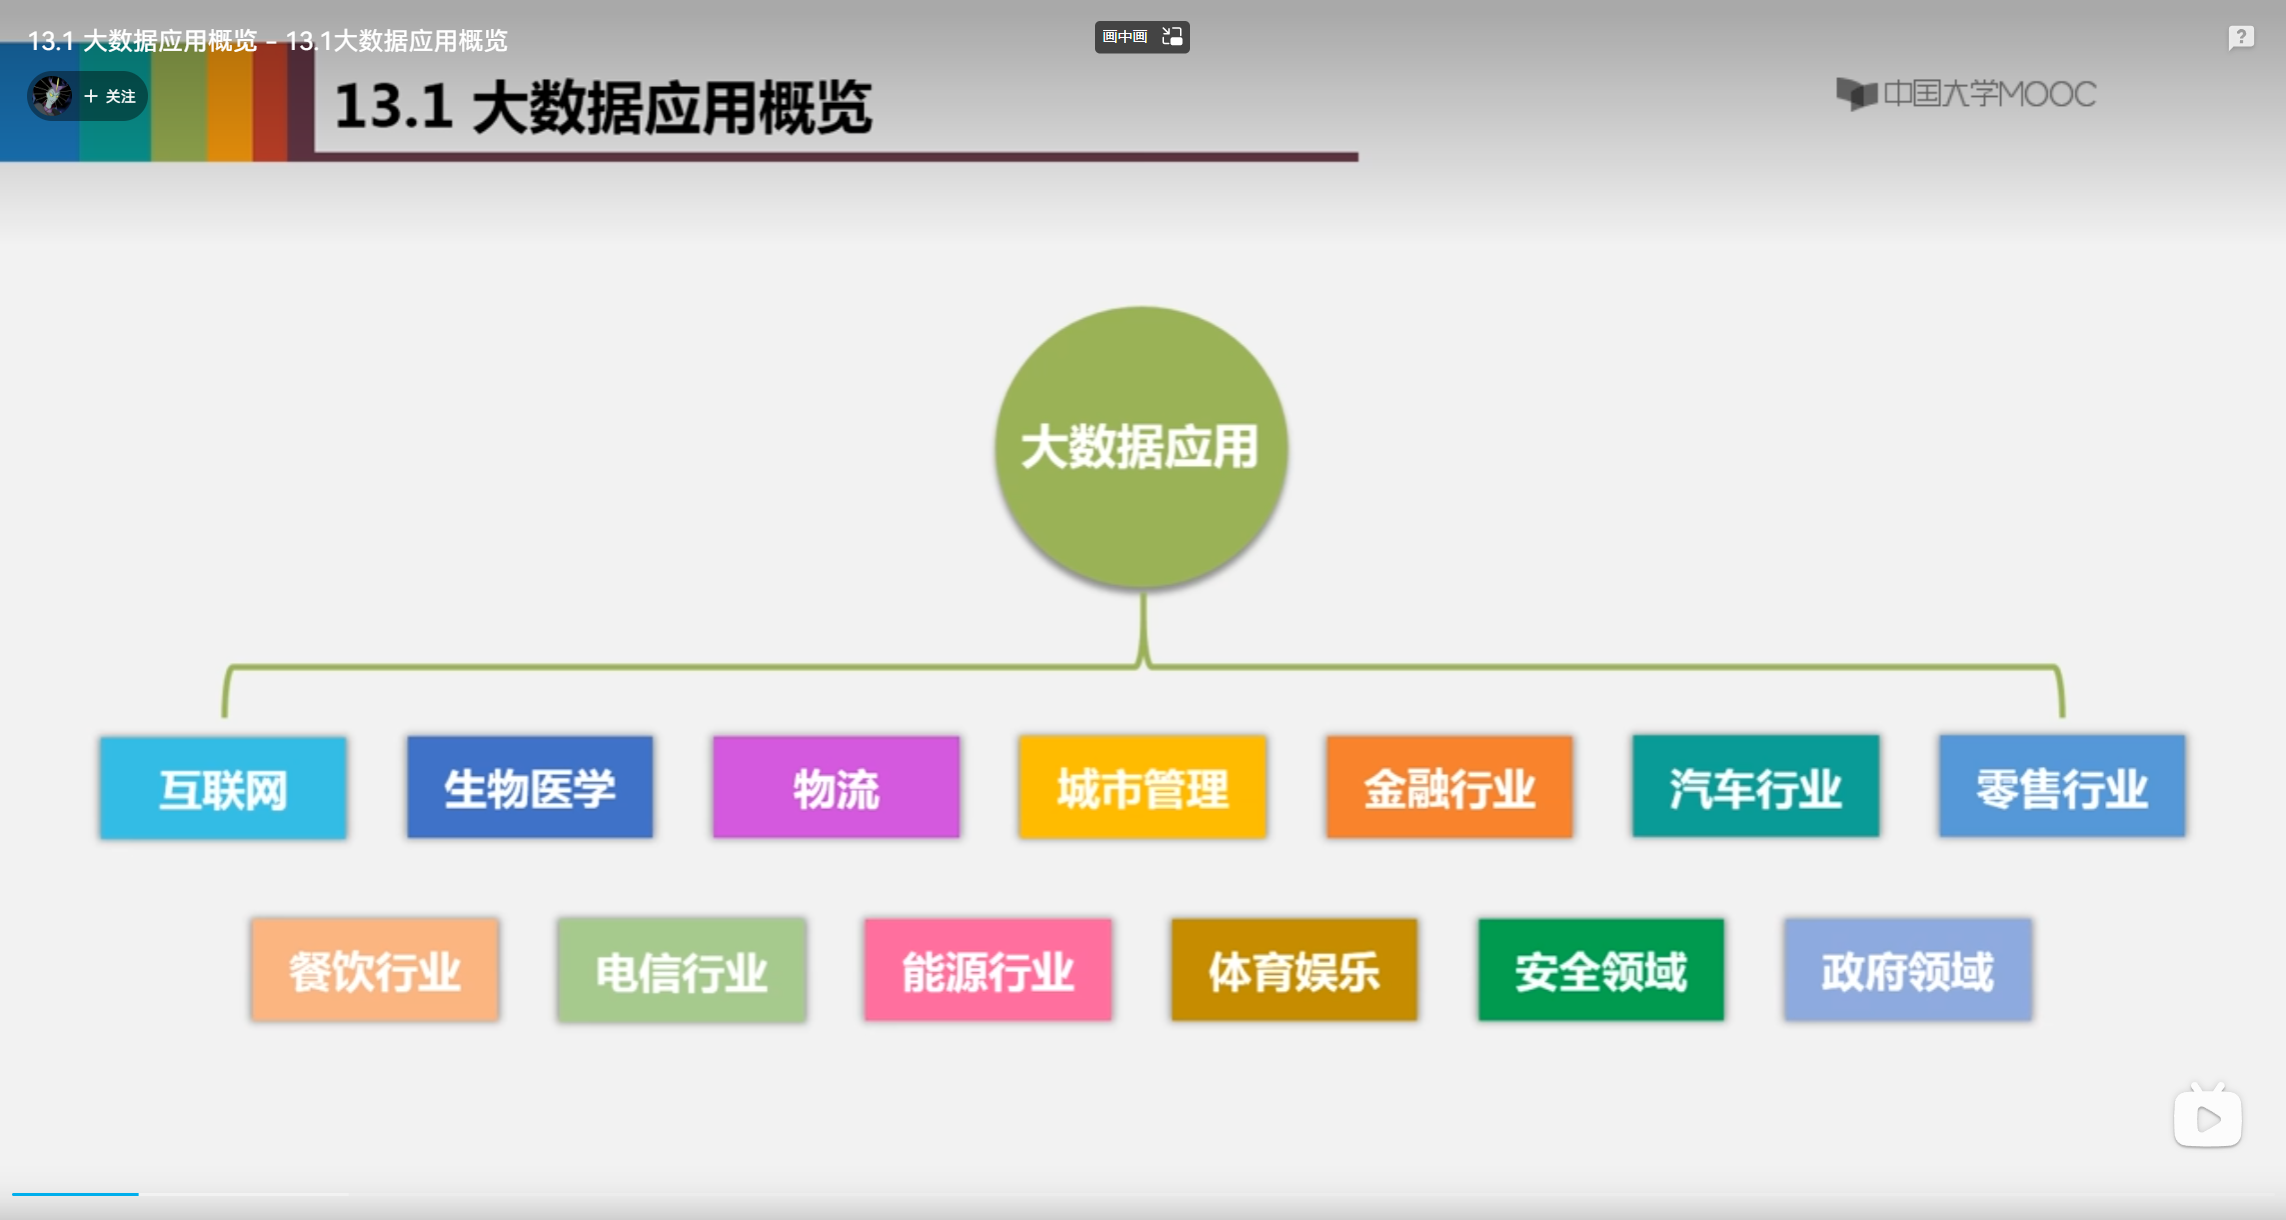 13.1 大数据应用概览 - 13.1大数据应用概览
画中画
?
+ 关注
13.1 大数据应用概览
中国大学MOOC
大数据应用
互联网
生物医学
物流
城市管理
金融行业
汽车行业
零售行业
餐饮行业
电信行业
能源行业
体育娱乐
安全领域
政府领域